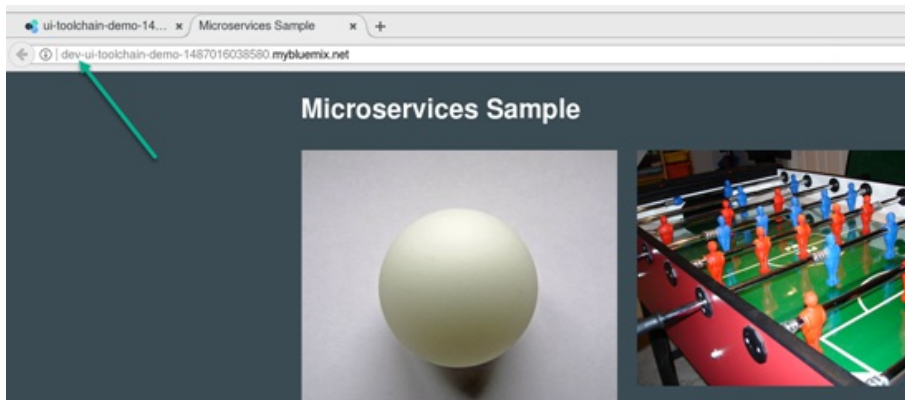 ui-toolchain-demo-14... × Microservices Sample × +
dev-ui-toolchain-demo-1487016038580.mybluemix.net
Microservices Sample